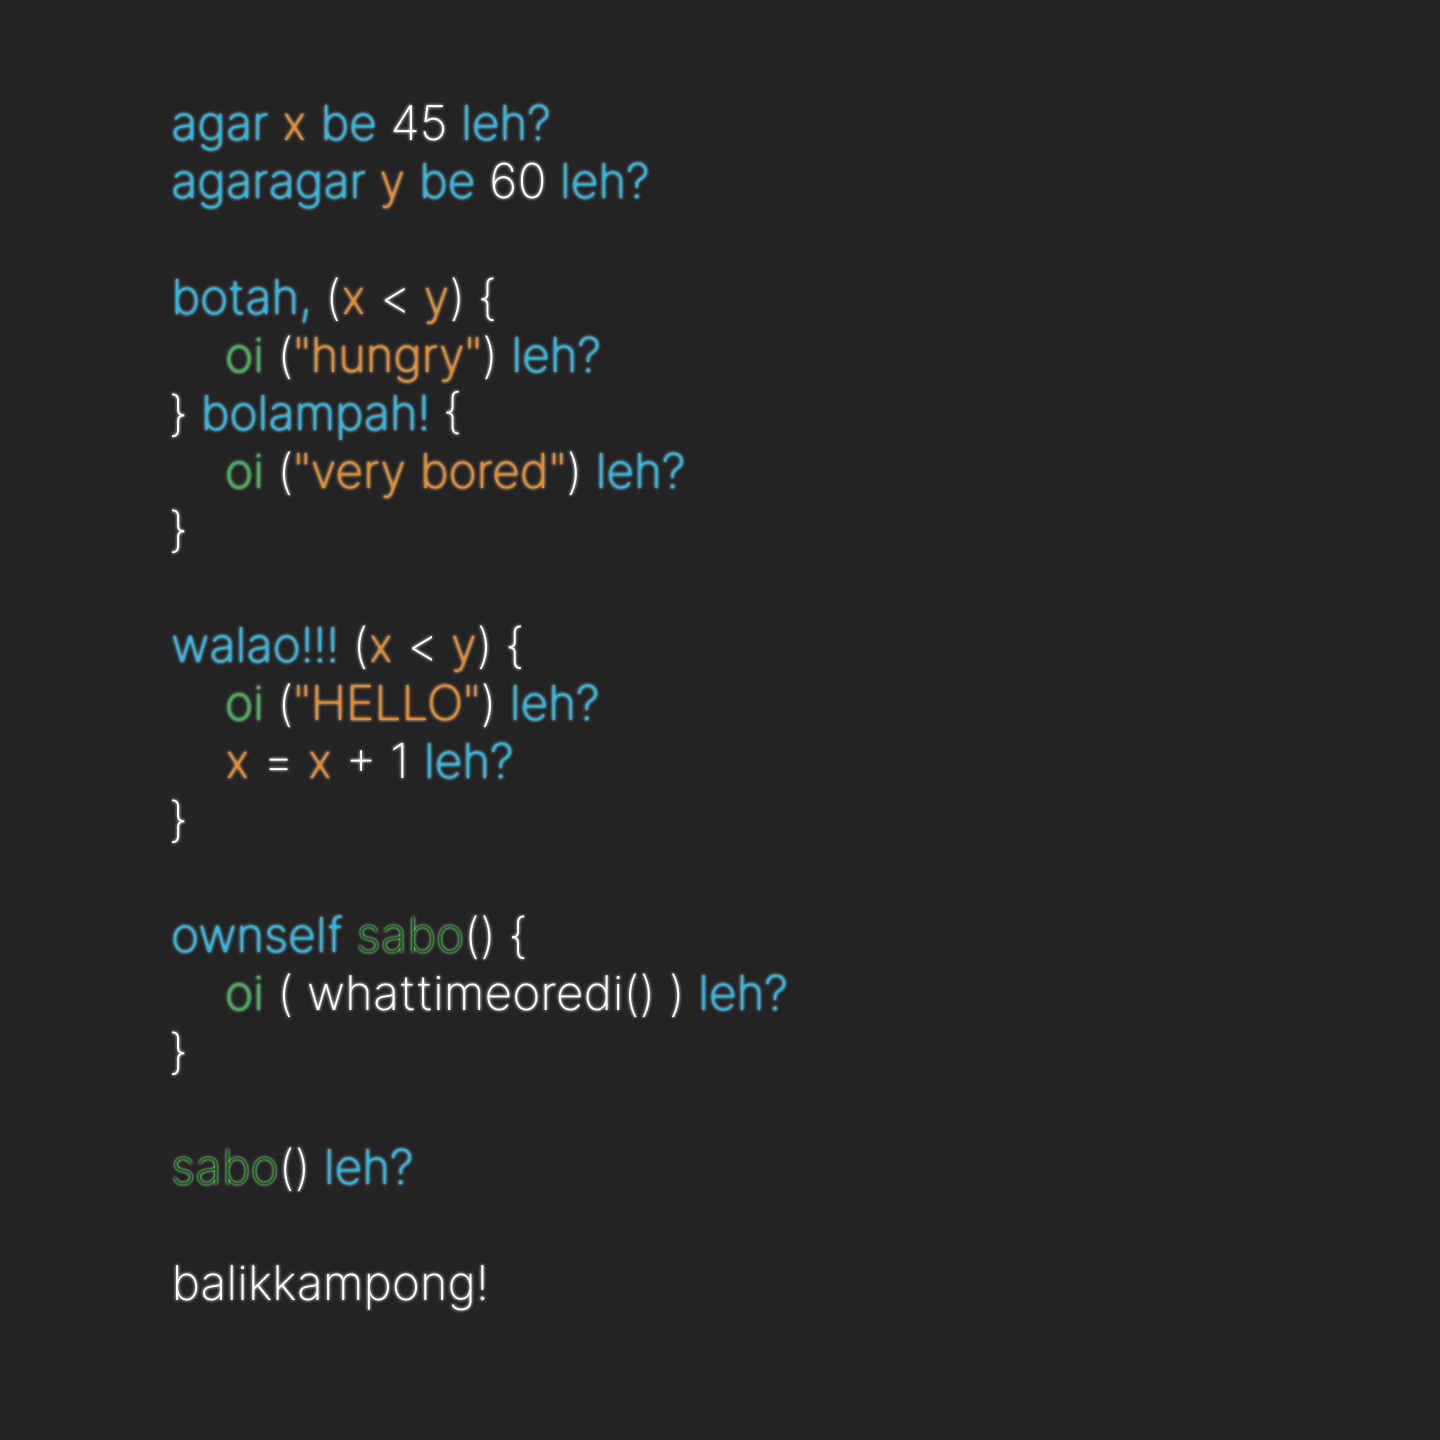 agar x be 45 leh?
agaragar y be 60 leh?
botah, (x < y) {
oi ("hungry") leh?
} bolampah! {
oi ("very bored") leh?
}
walao!!! (x < y) {
oi ("HELLO") leh?
x = x + 1 leh?
}
ownself sabo() {
oi ( whattimeoredi() ) leh?
}
sabo() leh?
balikkampong!